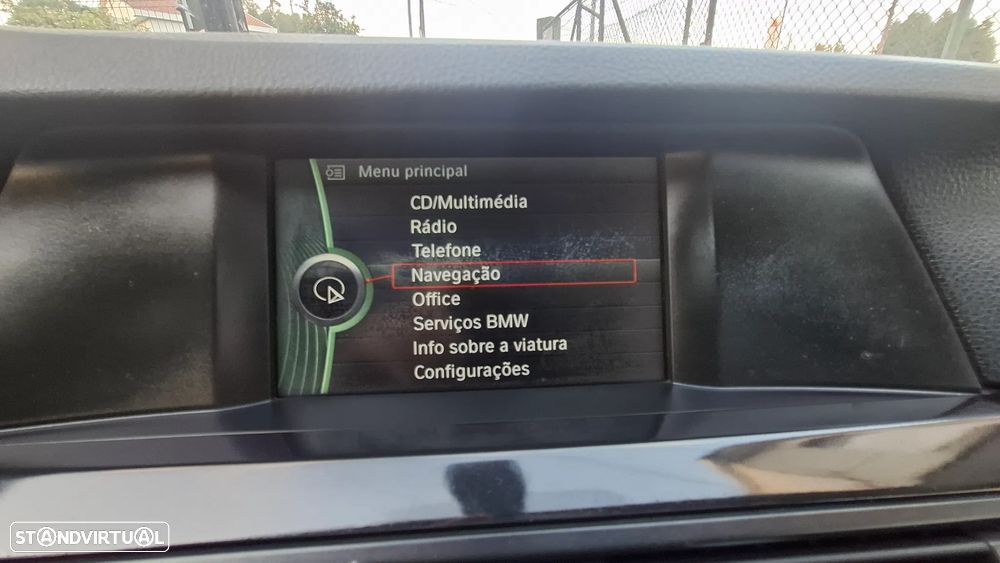 Menu principal
CD/Multimédia
Rádio
Telefone
Navegação
Office
Serviços BMW
Info sobre a viatura
Configurações
STANDVIRTUAL